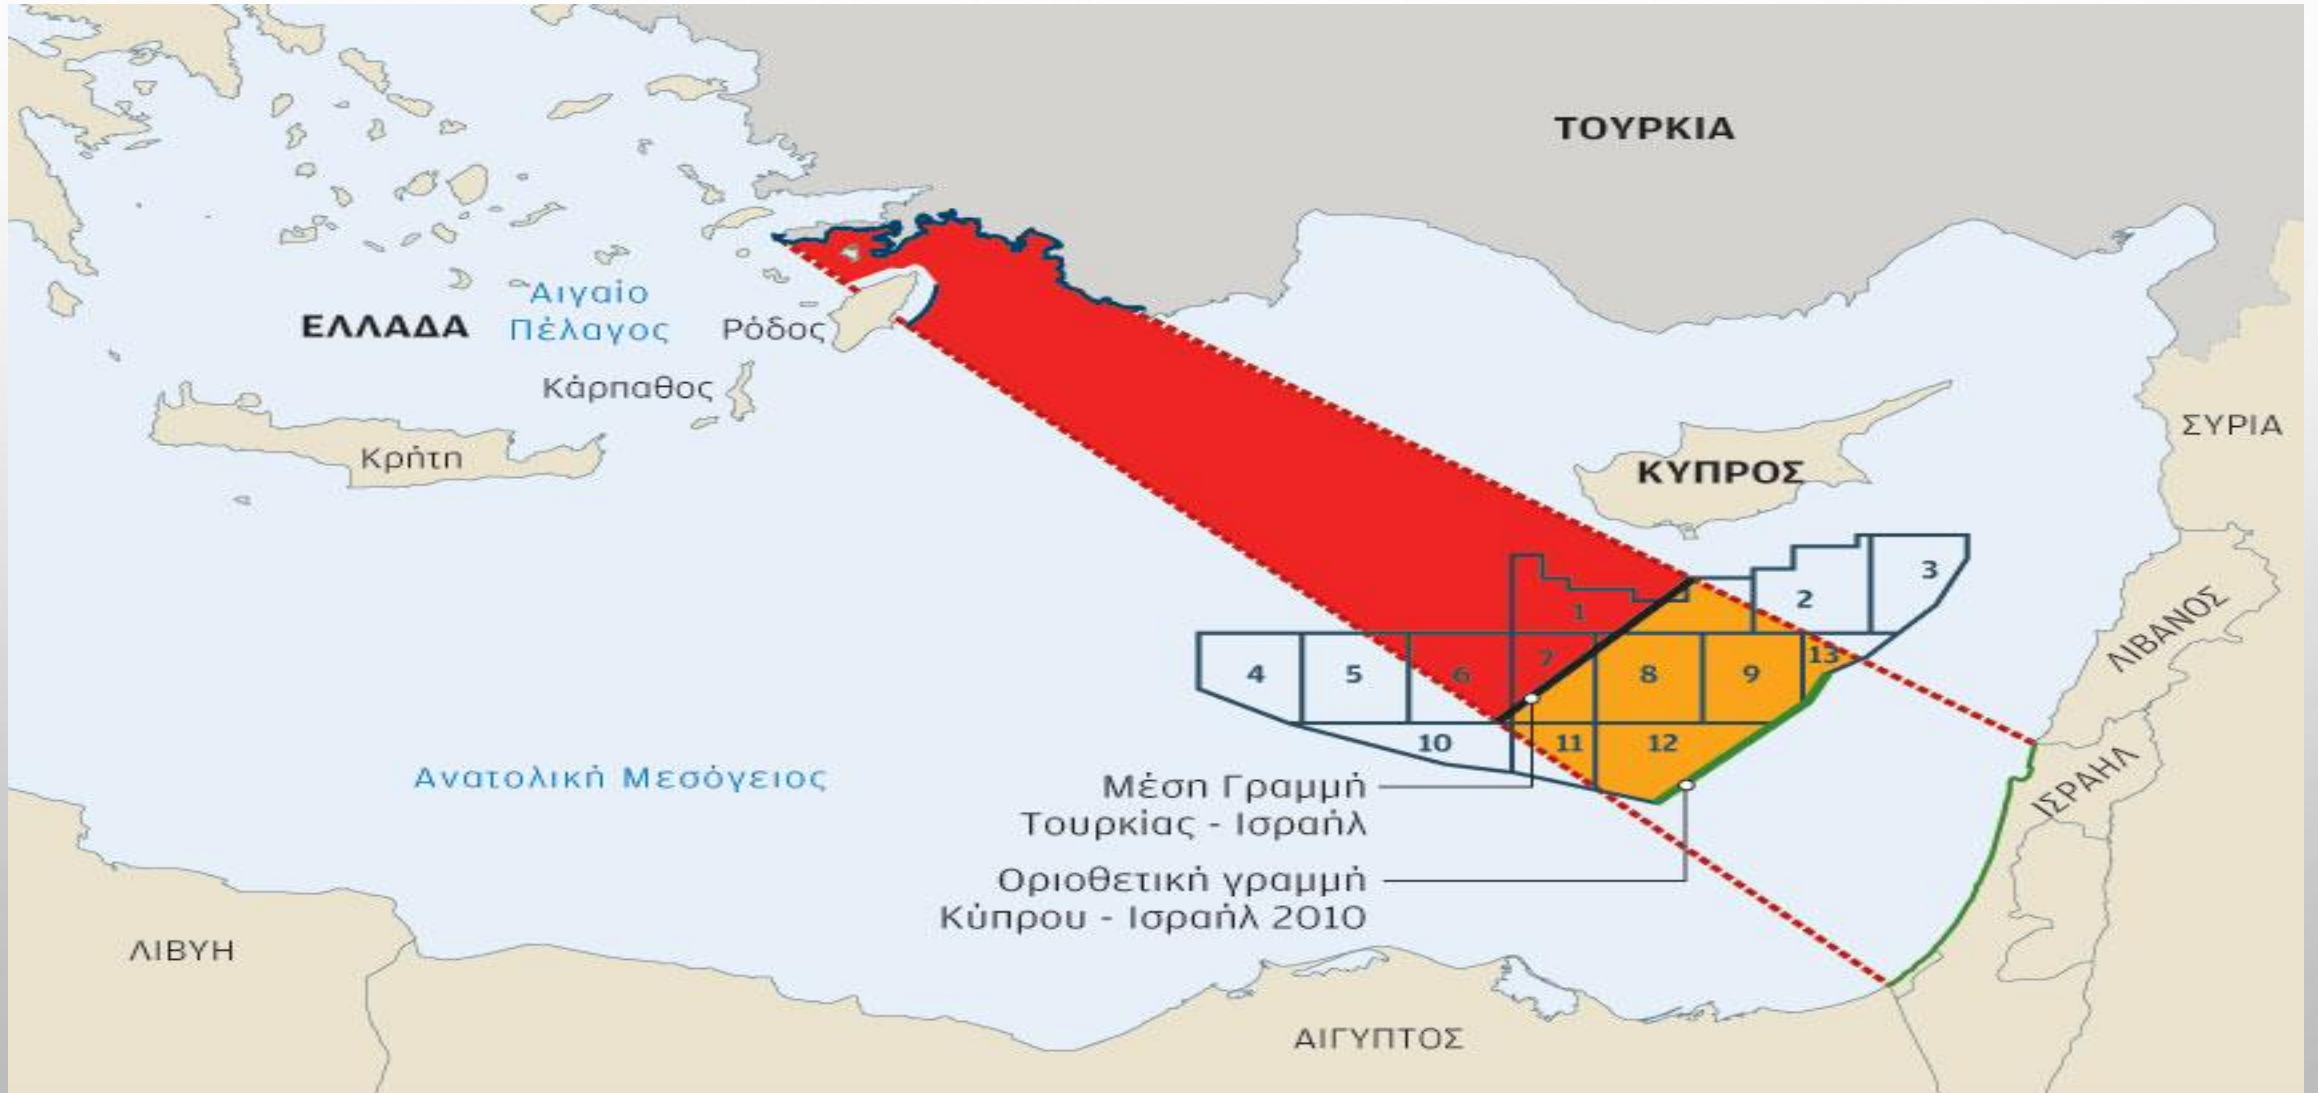 ΤΟΥΡΚΙΑ
Αιγαίο
Πέλαγος
ΕΛΛΑΔΑ
Ρόδος
Κάρπαθος
Κρήτη
ΚΥΠΡΟΣ
ΣΥΡΙΑ
ΛΙΒΑΝΟΣ
ΙΣΡΑΗΛ
3
2
1
13
7
4
5
6
8
9
10
11
12
Ανατολική Μεσόγειος
Μέση Γραμμή
Τουρκίας - Ισραήλ
Οριοθετική γραμμή
Κύπρου - Ισραήλ 2010
ΛΙΒΥΗ
ΑΙΓΥΠΤΟΣ